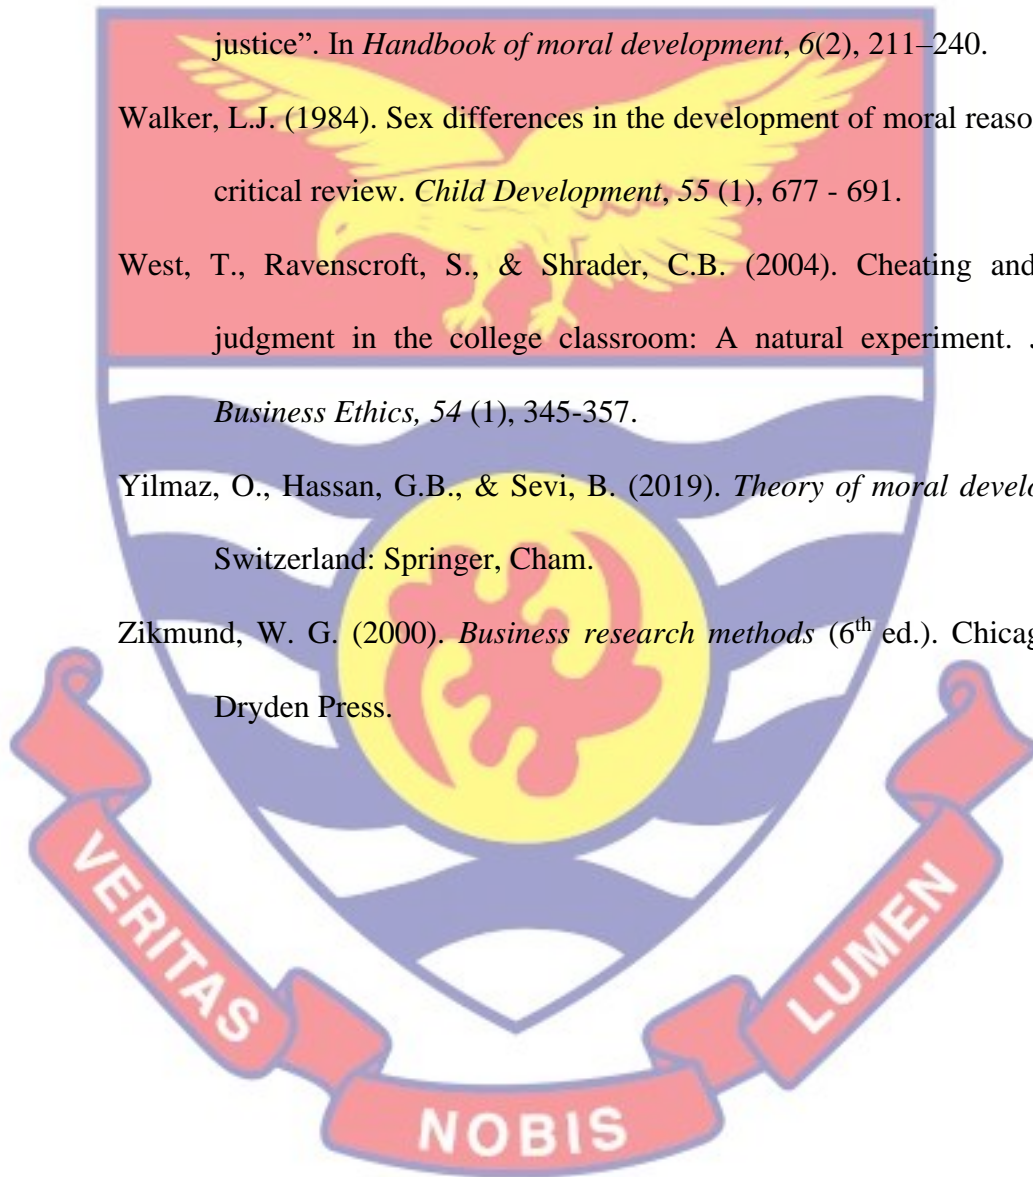 justice”. In Handbook of moral development, 6(2), 211–240.
Walker, L.J. (1984). Sex differences in the development of moral reaso
critical review. Child Development, 55 (1), 677 - 691.
West, T., Ravenscroft, S., & Shrader, C.B. (2004). Cheating and
judgment in the college classroom: A natural experiment. J
Business Ethics, 54 (1), 345-357.
Yilmaz, O., Hassan, G.B., & Sevi, B. (2019). Theory of moral develo
Switzerland: Springer, Cham.
Zikmund, W. G. (2000). Business research methods (6th ed.). Chicag
Dryden Press.
VERITAS
NOBIS
LUMEN